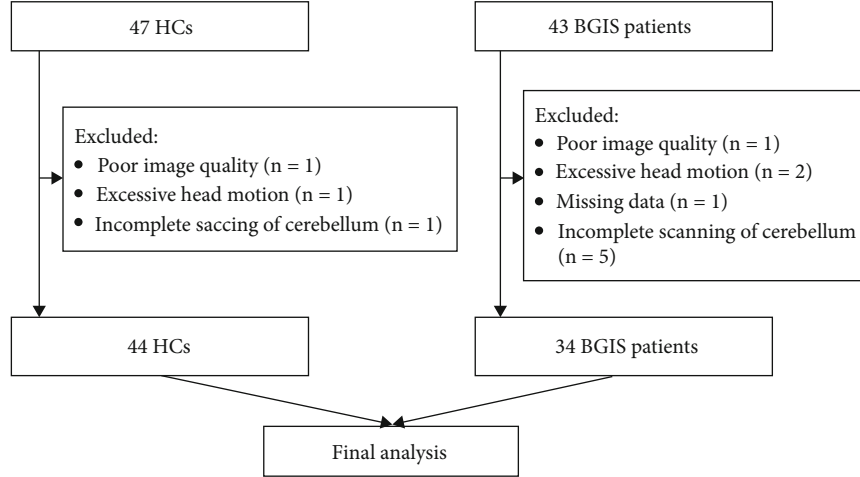 47 HCs
43 BGIS patients
Excluded:
• Poor image quality (n = 1)
• Excessive head motion (n = 1)
• Incomplete saccing of cerebellum (n = 1)
Excluded:
• Poor image quality (n = 1)
• Excessive head motion (n = 2)
• Missing data (n = 1)
• Incomplete scanning of cerebellum
(n = 5)
44 HCs
34 BGIS patients
Final analysis